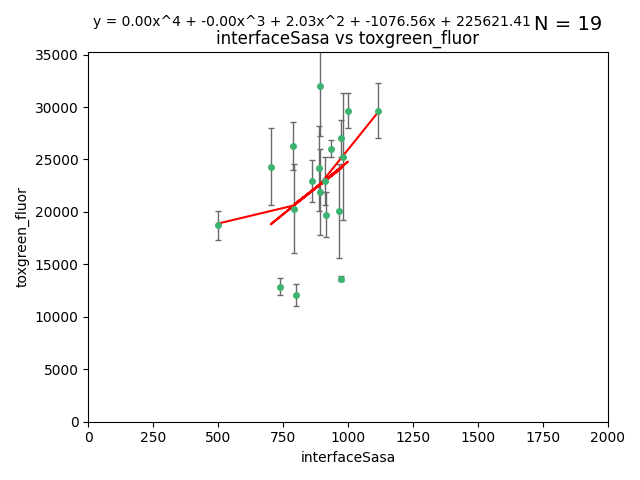 y = 0.00x^4 + -0.00x^3 + 2.03x^2 + -1076.56x + 225621.41
N = 19
interfaceSasa vs toxgreen_fluor
35000
30000
25000
20000
15000
10000
5000
0
toxgreen_fluor
0 250 500 750 1000 1250 1500 1750 2000
interfaceSasa